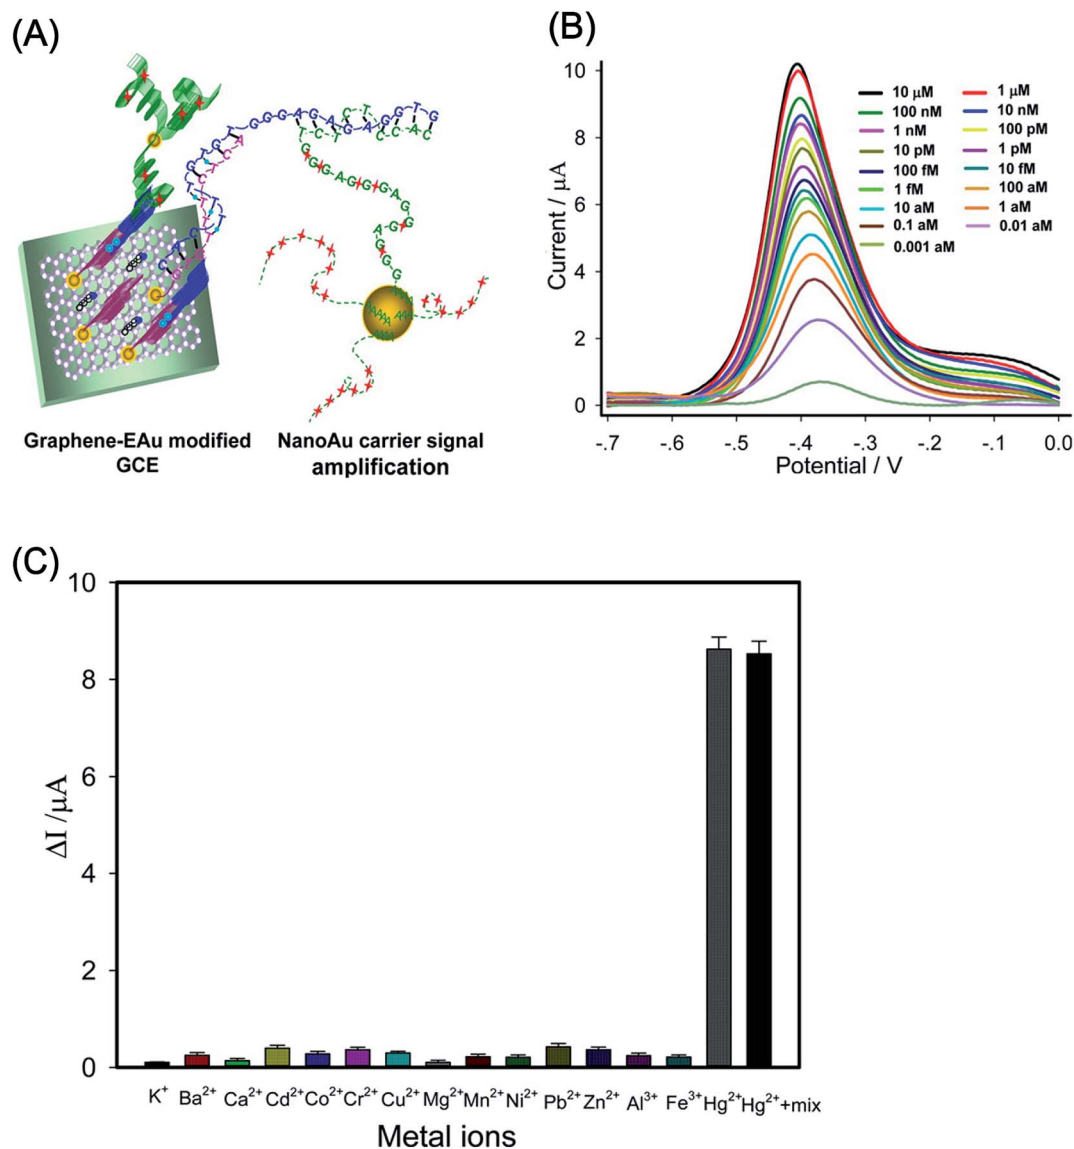 (A)
Graphene-EAu modified
GCE
NanoAu carrier signal
amplification
(B)
Current / µA
10
8
6
4
2
0
10 µM 1 µM
100 nM 10 nM
1 nM 100 pM
10 pM 1 pM
100 fM 10 fM
1 fM 100 aM
10 aM 1 aM
0.1 aM 0.01 aM
0.001 aM
-.7 -.6 -.5 -.4 -.3 -.2 -.1 0.0
Potential / V
(C)
ΔI /µA
10
8
6
4
2
0
K⁺ Ba²⁺ Ca²⁺ Cd²⁺ Co²⁺ Cr²⁺ Cu²⁺ Mg²⁺ Mn²⁺ Ni²⁺ Pb²⁺ Zn²⁺ Al³⁺ Fe³⁺ Hg²⁺ Hg²⁺+mix
Metal ions